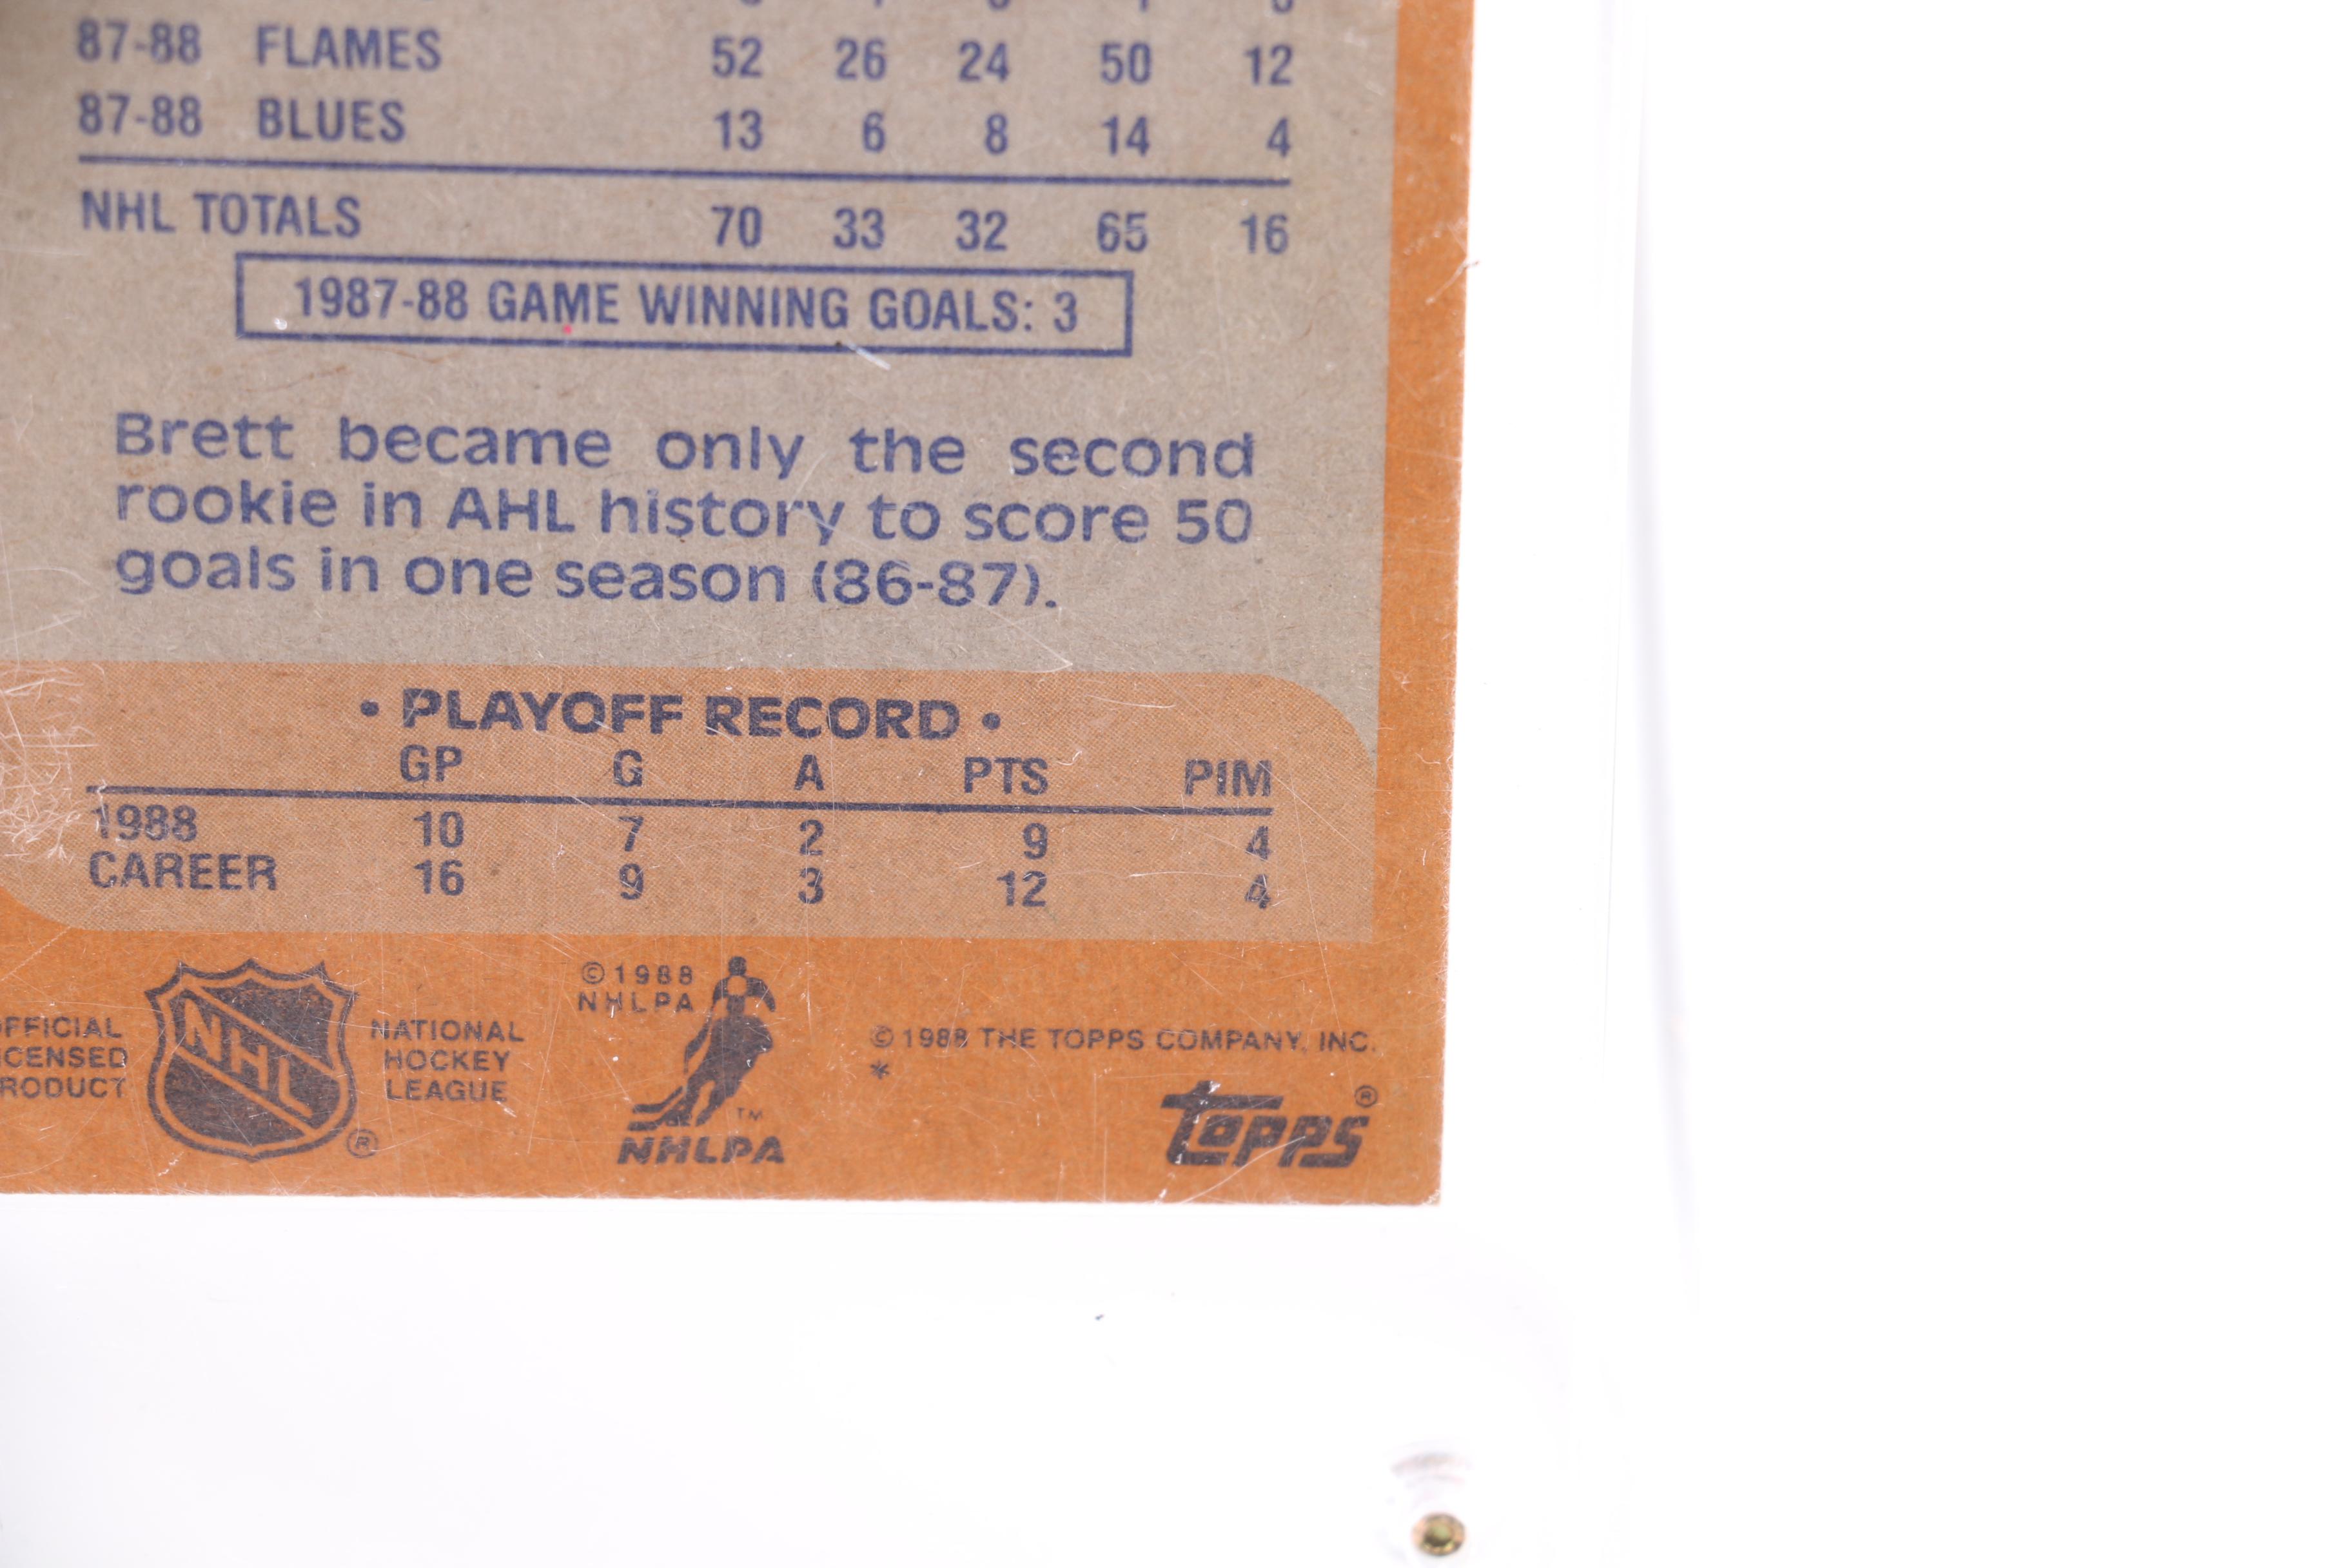 87-88 FLAMES 52 26 24 50 12
87-88 BLUES 13 6 8 14 4
NHL TOTALS 70 33 32 65 16
1987-88 GAME WINNING GOALS: 3
Brett became only the second
rookie in AHL history to score 50
goals in one season (86-87).
• PLAYOFF RECORD •
GP G A PTS PIM
1988 10 7 2 9 4
CAREER 16 9 3 12 4
OFFICIAL
LICENSED
PRODUCT
NHL
®
NATIONAL
HOCKEY
LEAGUE
© 1988
NHLPA
TM
NHLPA
© 1988 THE TOPPS COMPANY, INC.
*
topps®